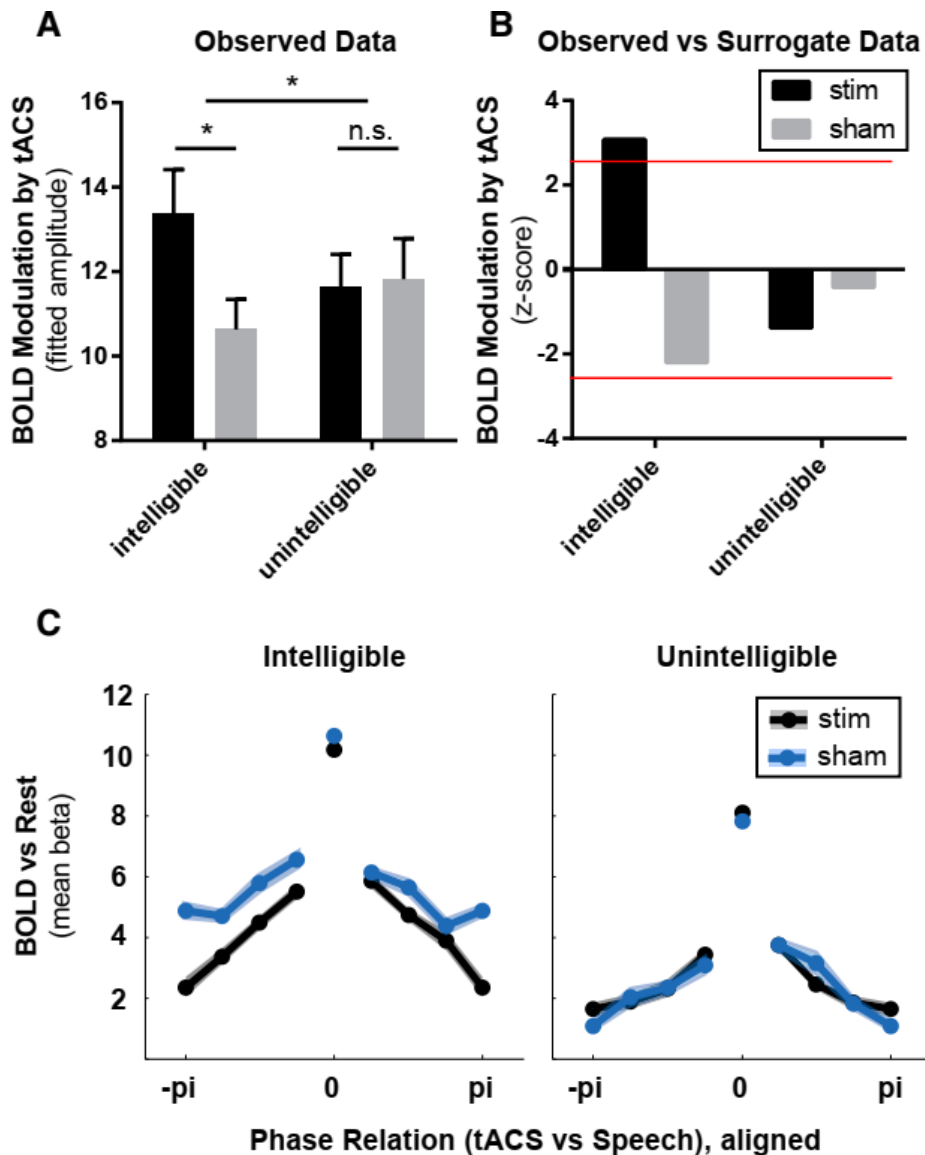 A
Observed Data
BOLD Modulation by tACS
(fitted amplitude)
16
14
12
10
8
*
*
n.s.
intelligible
unintelligible
B
Observed vs Surrogate Data
BOLD Modulation by tACS
(z-score)
4
2
0
-2
-4
stim
sham
intelligible
unintelligible
C
Intelligible
Unintelligible
BOLD vs Rest
(mean beta)
12
10
8
6
4
2
stim
sham
-pi
0
pi
-pi
0
pi
Phase Relation (tACS vs Speech), aligned